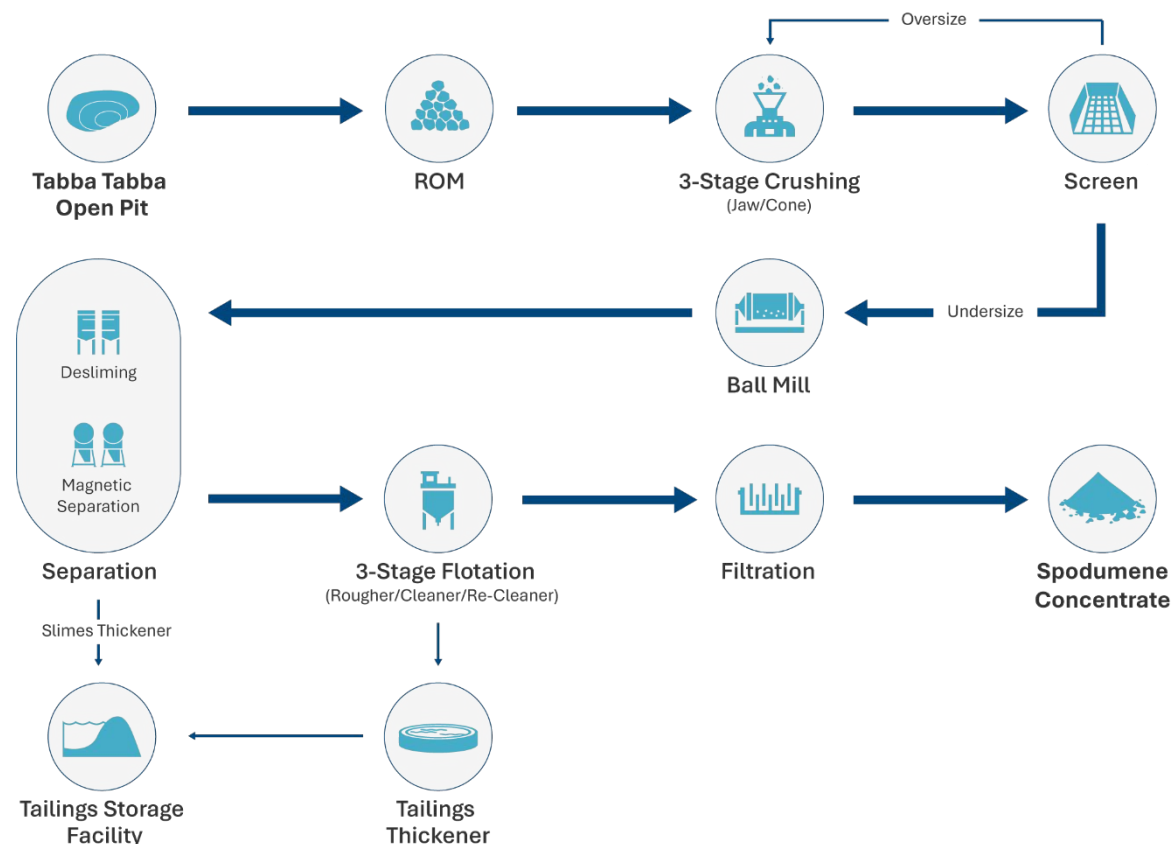 Oversize
Tabba Tabba
Open Pit
ROM
3-Stage Crushing
(Jaw/Cone)
Screen
Undersize
Ball Mill
Desliming
Magnetic
Separation
Separation
3-Stage Flotation
(Rougher/Cleaner/Re-Cleaner)
Filtration
Spodumene
Concentrate
Slimes Thickener
Tailings Storage
Facility
Tailings
Thickener